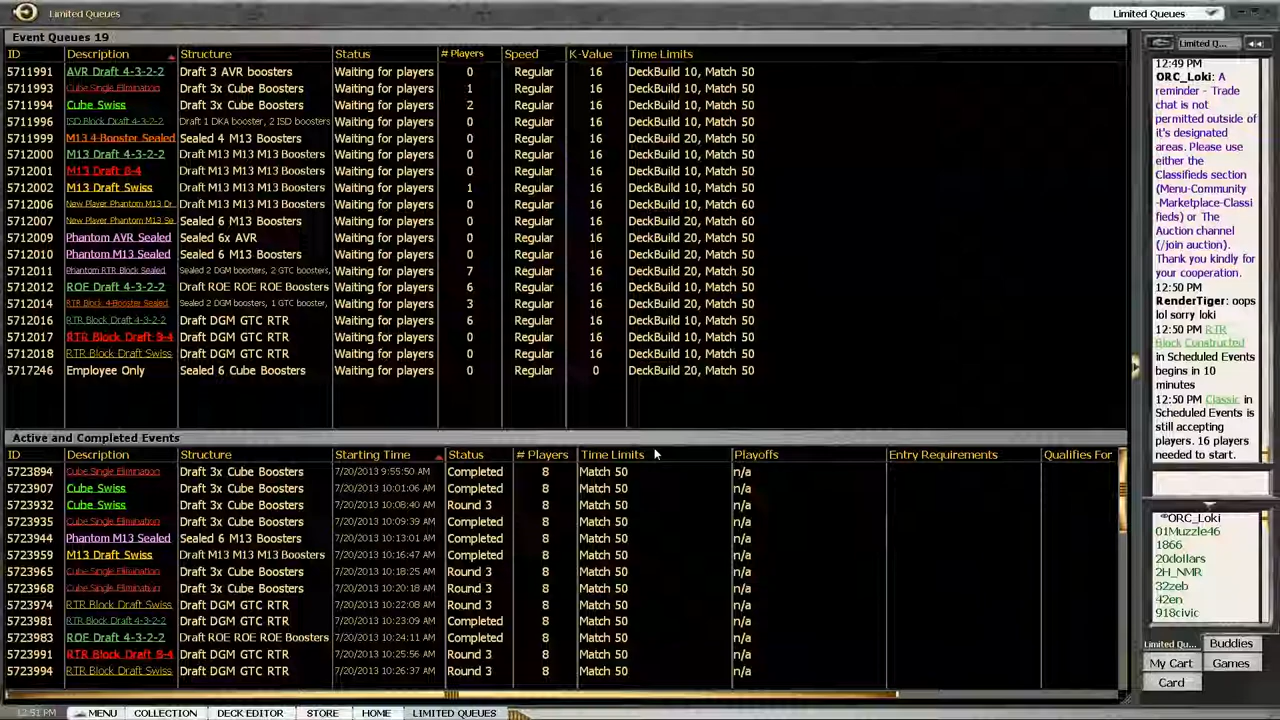 Limited Queues Limited Queues
Event Queues 19
ID Description Structure Status # Players Speed K-Value Time Limits
5711991 AVR Draft 4-3-2-2 Draft 3 AVR boosters Waiting for players 0 Regular 16 DeckBuild 10, Match 50
5711993 Cube Single Elimination Draft 3x Cube Boosters Waiting for players 1 Regular 16 DeckBuild 10, Match 50
5711994 Cube Swiss Draft 3x Cube Boosters Waiting for players 2 Regular 16 DeckBuild 10, Match 50
5711996 ISD Block Draft 4-3-2-2 Draft 1 DKA booster, 2 ISD boosters Waiting for players 0 Regular 16 DeckBuild 10, Match 50
5711999 M13 4-Booster Sealed Sealed 4 M13 Boosters Waiting for players 0 Regular 16 DeckBuild 20, Match 50
5712000 M13 Draft 4-3-2-2 Draft M13 M13 M13 Boosters Waiting for players 0 Regular 16 DeckBuild 10, Match 50
5712001 M13 Draft 8-4 Draft M13 M13 M13 Boosters Waiting for players 0 Regular 16 DeckBuild 10, Match 50
5712002 M13 Draft Swiss Draft M13 M13 M13 Boosters Waiting for players 1 Regular 16 DeckBuild 10, Match 50
5712006 New Player Phantom M13 Dr Draft M13 M13 M13 Boosters Waiting for players 0 Regular 16 DeckBuild 10, Match 60
5712007 New Player Phantom M13 Se Sealed 6 M13 Boosters Waiting for players 0 Regular 16 DeckBuild 20, Match 60
5712009 Phantom AVR Sealed Sealed 6x AVR Waiting for players 0 Regular 16 DeckBuild 20, Match 50
5712010 Phantom M13 Sealed Sealed 6 M13 Boosters Waiting for players 0 Regular 16 DeckBuild 20, Match 50
5712011 Phantom RTR Block Sealed Sealed 2 DGM boosters, 2 GTC boosters, Waiting for players 7 Regular 16 DeckBuild 20, Match 50
5712012 ROE Draft 4-3-2-2 Draft ROE ROE ROE Boosters Waiting for players 6 Regular 16 DeckBuild 10, Match 50
5712014 RTR Block 4-Booster Sealed Sealed 2 DGM boosters, 1 GTC booster, Waiting for players 3 Regular 16 DeckBuild 20, Match 50
5712016 RTR Block Draft 4-3-2-2 Draft DGM GTC RTR Waiting for players 6 Regular 16 DeckBuild 10, Match 50
5712017 RTR Block Draft 8-4 Draft DGM GTC RTR Waiting for players 0 Regular 16 DeckBuild 10, Match 50
5712018 RTR Block Draft Swiss Draft DGM GTC RTR Waiting for players 0 Regular 16 DeckBuild 10, Match 50
5717246 Employee Only Sealed 6 Cube Boosters Waiting for players 0 Regular 0 DeckBuild 20, Match 50
Active and Completed Events
ID Description Structure Starting Time Status # Players Time Limits Playoffs Entry Requirements Qualifies For
5723894 Cube Single Elimination Draft 3x Cube Boosters 7/20/2013 9:55:50 AM Completed 8 Match 50 n/a
5723907 Cube Swiss Draft 3x Cube Boosters 7/20/2013 10:01:06 AM Completed 8 Match 50 n/a
5723932 Cube Swiss Draft 3x Cube Boosters 7/20/2013 10:08:40 AM Round 3 8 Match 50 n/a
5723935 Cube Single Elimination Draft 3x Cube Boosters 7/20/2013 10:09:39 AM Completed 8 Match 50 n/a
5723944 Phantom M13 Sealed Sealed 6 M13 Boosters 7/20/2013 10:13:01 AM Completed 8 Match 50 n/a
5723959 M13 Draft Swiss Draft M13 M13 M13 Boosters 7/20/2013 10:16:47 AM Completed 8 Match 50 n/a
5723965 Cube Single Elimination Draft 3x Cube Boosters 7/20/2013 10:18:25 AM Round 3 8 Match 50 n/a
5723968 Cube Single Elimination Draft 3x Cube Boosters 7/20/2013 10:20:18 AM Round 3 8 Match 50 n/a
5723974 RTR Block Draft Swiss Draft DGM GTC RTR 7/20/2013 10:22:08 AM Round 3 8 Match 50 n/a
5723981 RTR Block Draft 4-3-2-2 Draft DGM GTC RTR 7/20/2013 10:23:09 AM Completed 8 Match 50 n/a
5723983 ROE Draft 4-3-2-2 Draft ROE ROE ROE Boosters 7/20/2013 10:24:11 AM Completed 8 Match 50 n/a
5723991 RTR Block Draft 8-4 Draft DGM GTC RTR 7/20/2013 10:25:56 AM Round 3 8 Match 50 n/a
5723994 RTR Block Draft Swiss Draft DGM GTC RTR 7/20/2013 10:26:37 AM Round 3 8 Match 50 n/a
Limited Q...
12:49 PM
ORC_Loki: A
reminder - Trade
chat is not
permitted outside of
it's designated
areas. Please use
either the
Classifieds section
(Menu-Community
-Marketplace-Classi
fieds) or The
Auction channel
(/join auction).
Thank you kindly for
your cooperation.
12:50 PM
RenderTiger: oops
lol sorry loki
12:50 PM RTR
Block Constructed
in Scheduled Events
begins in 10
minutes
12:50 PM Classic in
Scheduled Events is
still accepting
players. 16 players
needed to start.
ORC_Loki
01Muzzle46
1866
20dollars
2H_NMR
32zeb
42en
918civic
Limited Qu... Buddies
My Cart Games
Card
12:51 PM MENU COLLECTION DECK EDITOR STORE HOME LIMITED QUEUES